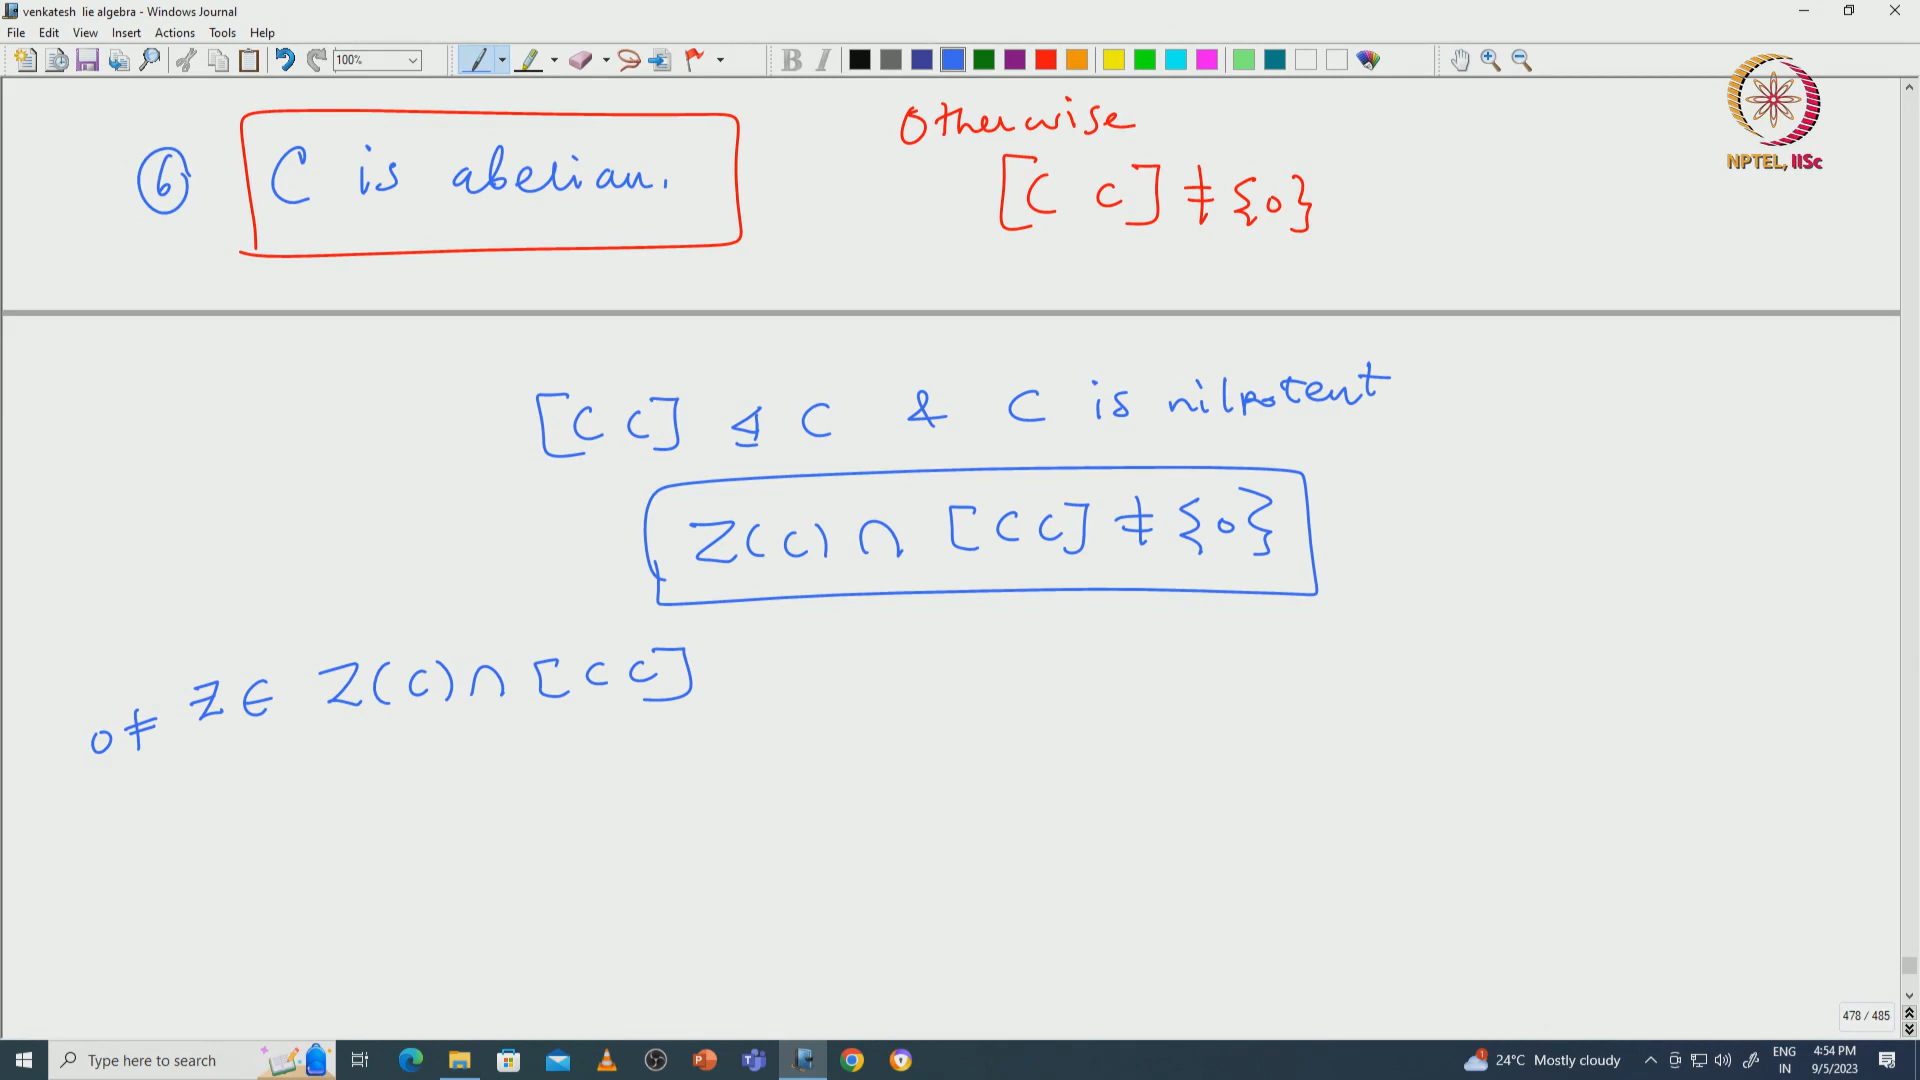 venkatesh lie algebra - Windows Journal
File Edit View Insert Actions Tools Help
100%
B I
NPTEL, IISc
⑥ C is abelian.
Otherwise
[C C] ≠ {0}
[C C] ⊴ C & C is nilpotent
Z(C) ∩ [C C] ≠ {0}
0 ≠ z ∈ Z(C) ∩ [C C]
478 / 485
Type here to search
1
24°C Mostly cloudy
ENG
IN
4:54 PM
9/5/2023